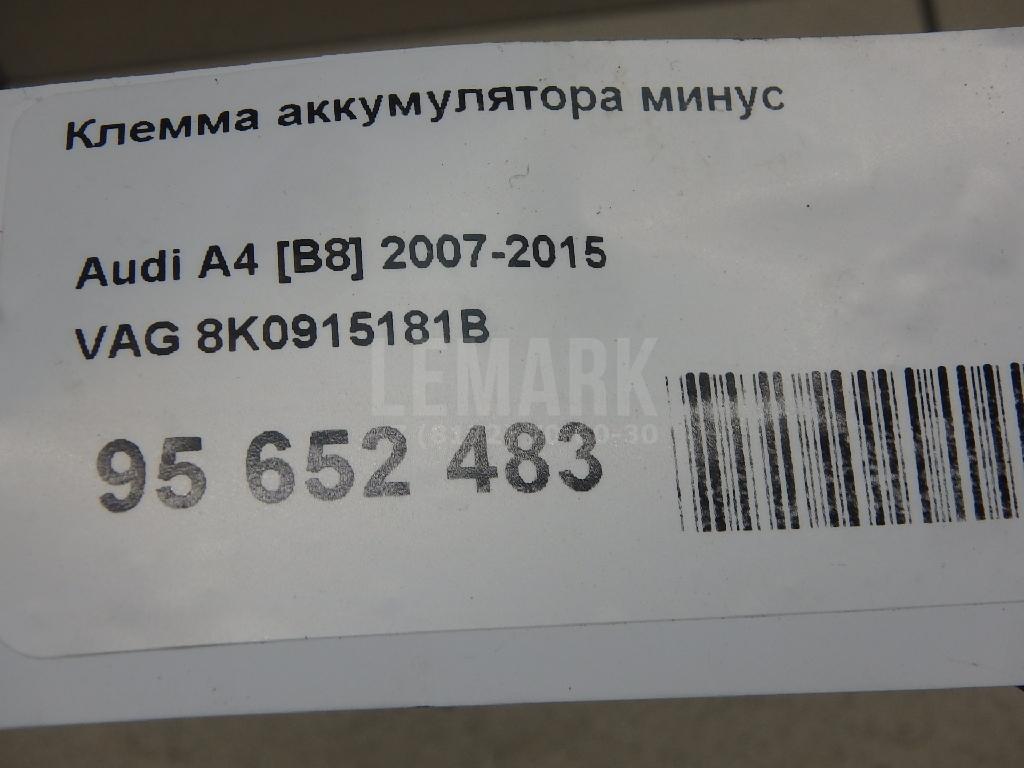 Клемма аккумулятора минус
Audi A4 [B8] 2007-2015
VAG 8K0915181B
LEMARK
95 652 483